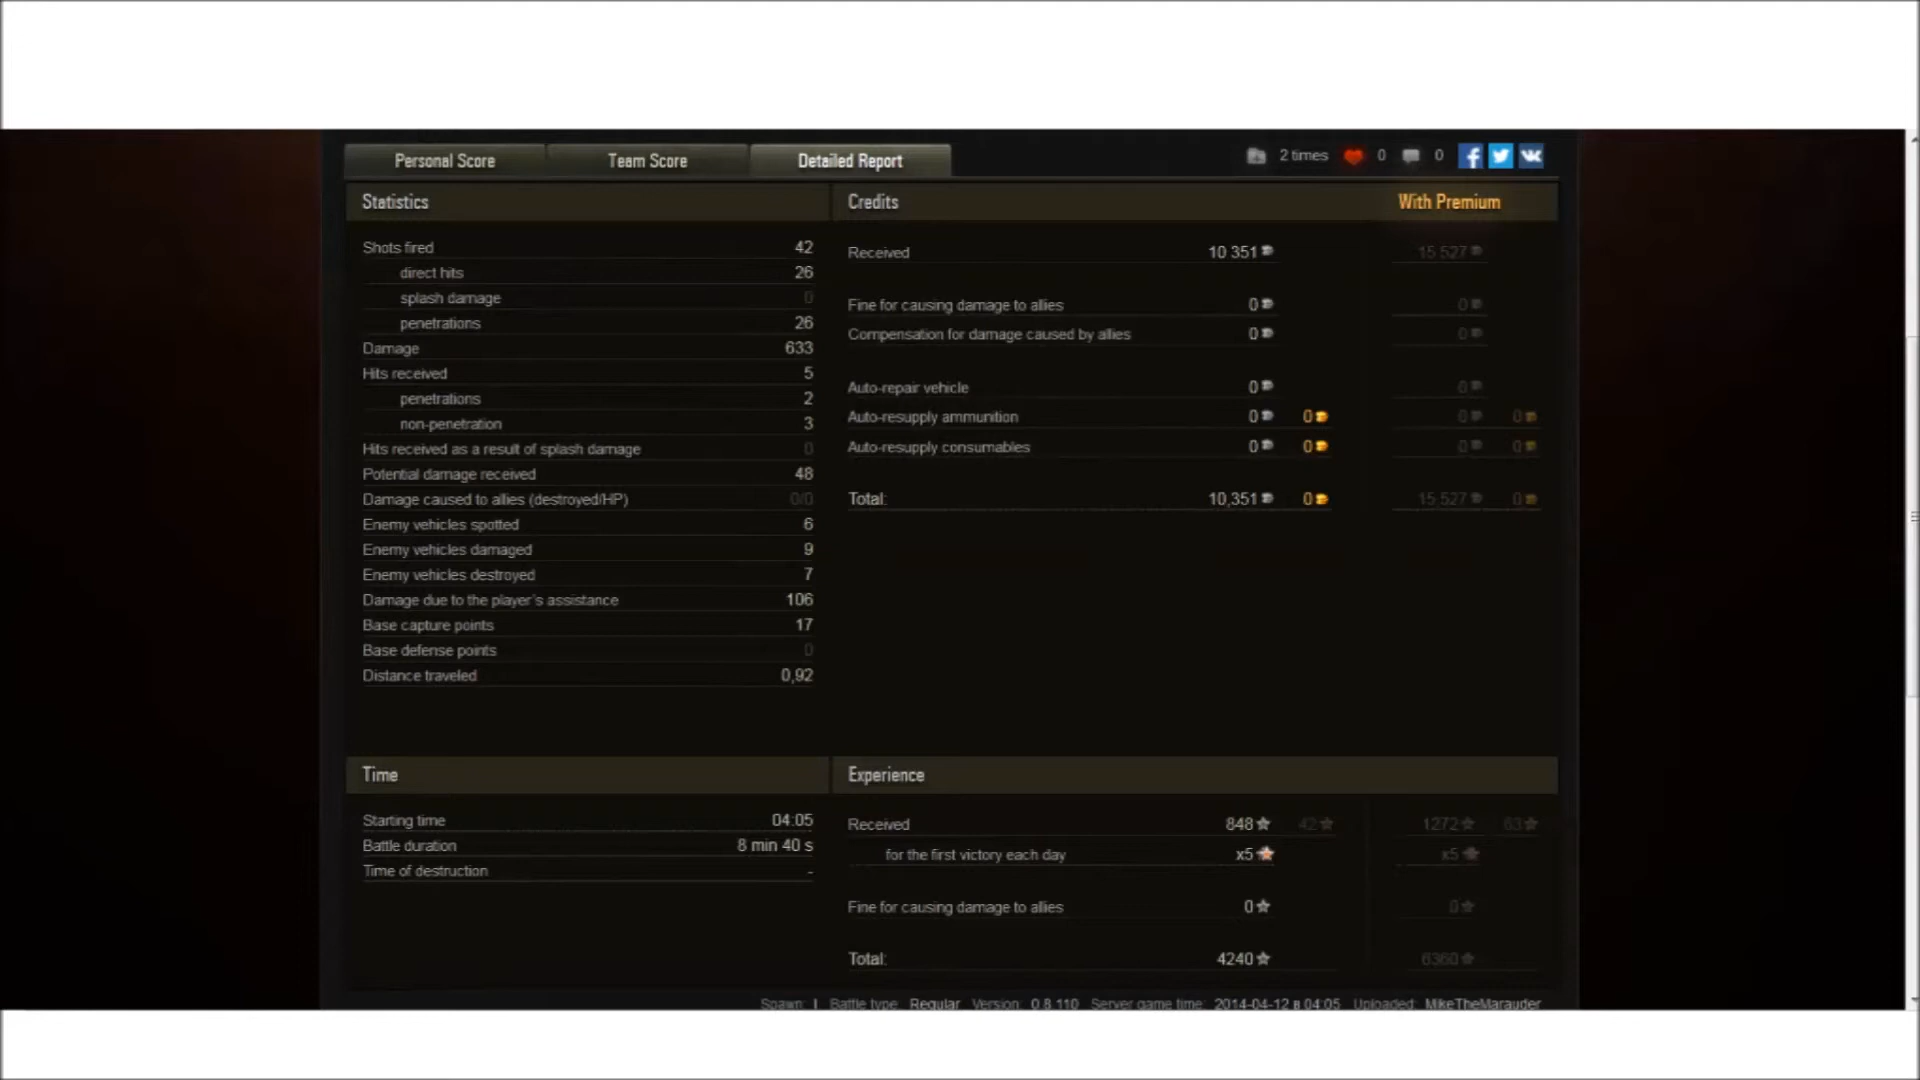 Personal Score Team Score Detailed Report 2 times 0 0
Statistics
Shots fired 42
direct hits 26
splash damage 0
penetrations 26
Damage 633
Hits received 5
penetrations 2
non-penetration 3
Hits received as a result of splash damage 0
Potential damage received 48
Damage caused to allies (destroyed/HP) 0/0
Enemy vehicles spotted 6
Enemy vehicles damaged 9
Enemy vehicles destroyed 7
Damage due to the player's assistance 106
Base capture points 17
Base defense points 0
Distance traveled 0,92
Credits With Premium
Received 10 351 15 527
Fine for causing damage to allies 0 0
Compensation for damage caused by allies 0 0
Auto-repair vehicle 0 0
Auto-resupply ammunition 0 0 0 0
Auto-resupply consumables 0 0 0 0
Total: 10,351 0 15,527 0
Time
Starting time 04:05
Battle duration 8 min 40 s
Time of destruction -
Experience
Received 848 42 1272 63
for the first victory each day x5 x5
Fine for causing damage to allies 0 0
Total: 4240 6360
Spawn: I Battle type: Regular Version: 0.8.110 Server game time: 2014-04-12 в 04:05 Uploaded: MikeTheMarauder